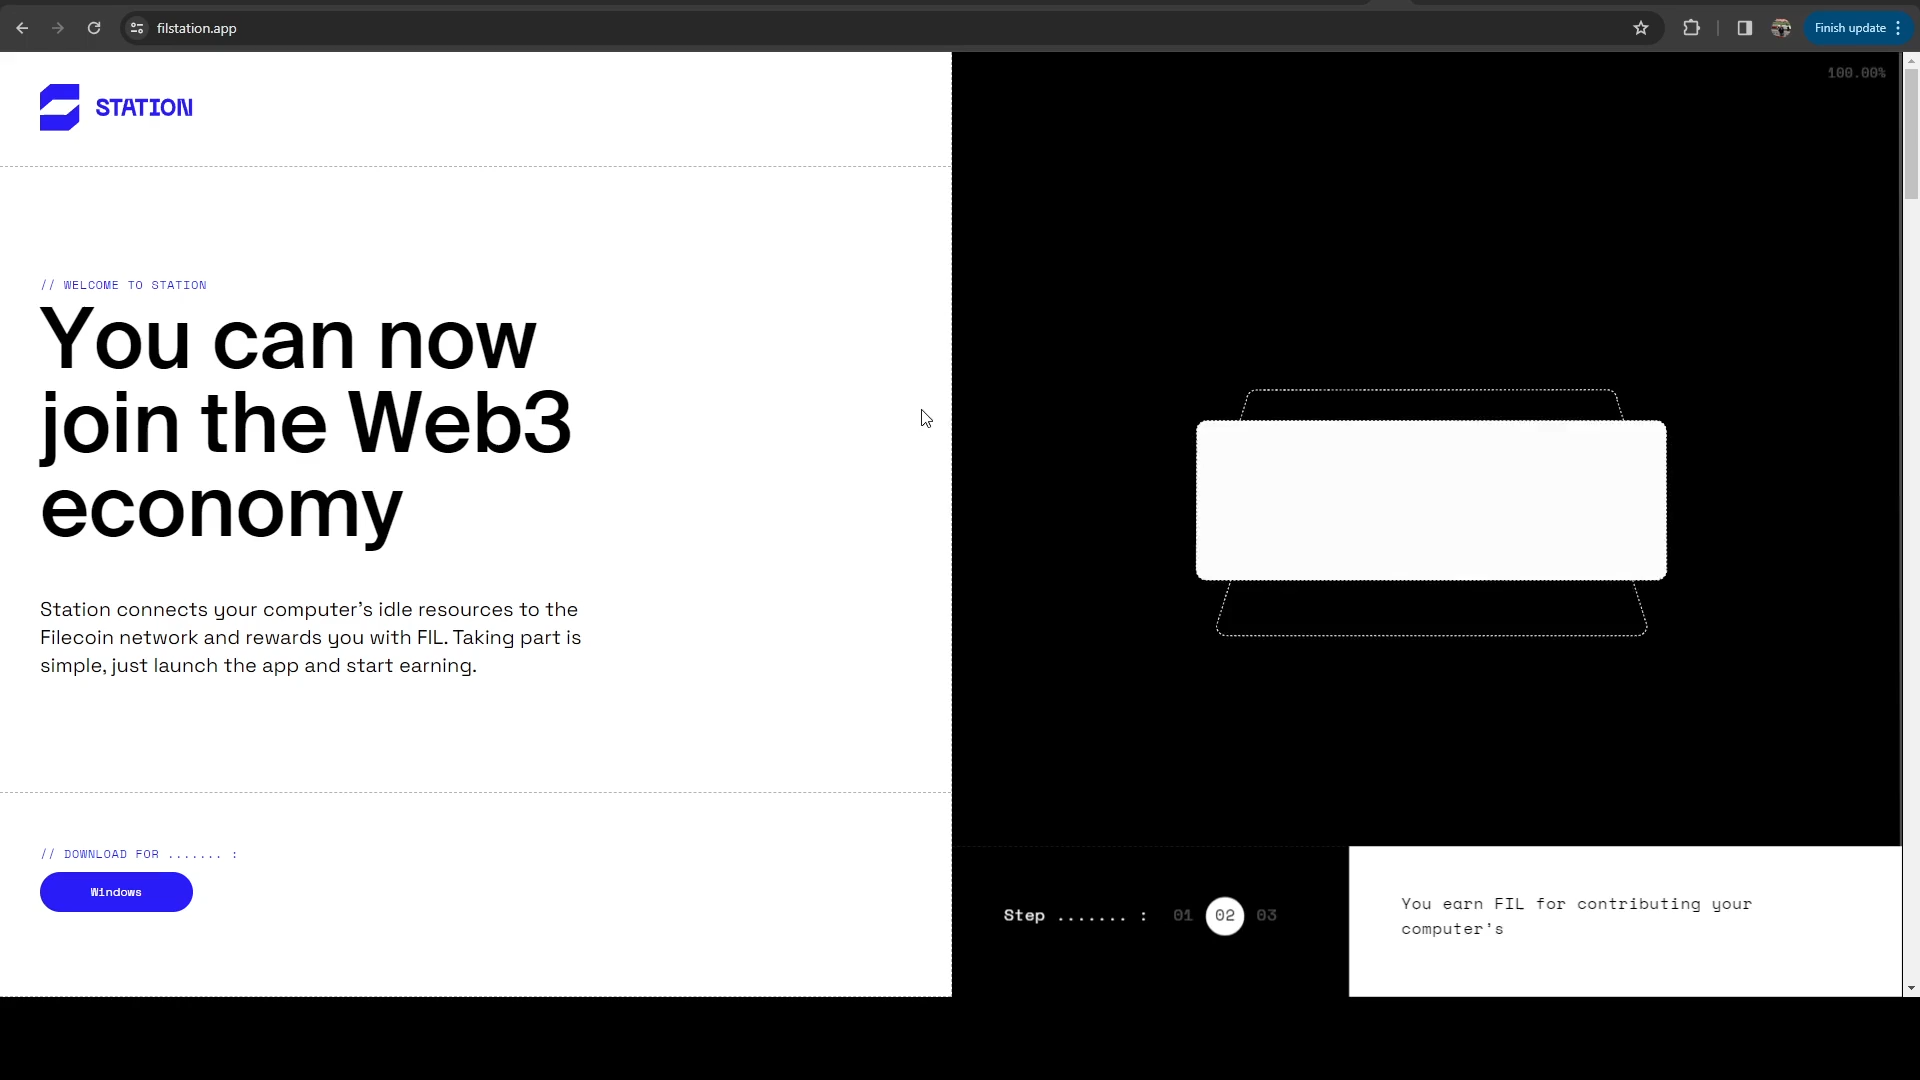 filstation.app
Finish update
STATION
100.00%
// WELCOME TO STATION
You can now
join the Web3
economy
Station connects your computer's idle resources to the
Filecoin network and rewards you with FIL. Taking part is
simple, just launch the app and start earning.
// DOWNLOAD FOR ....... :
Windows
Step ....... : 01 02 03
You earn FIL for contributing your
computer's